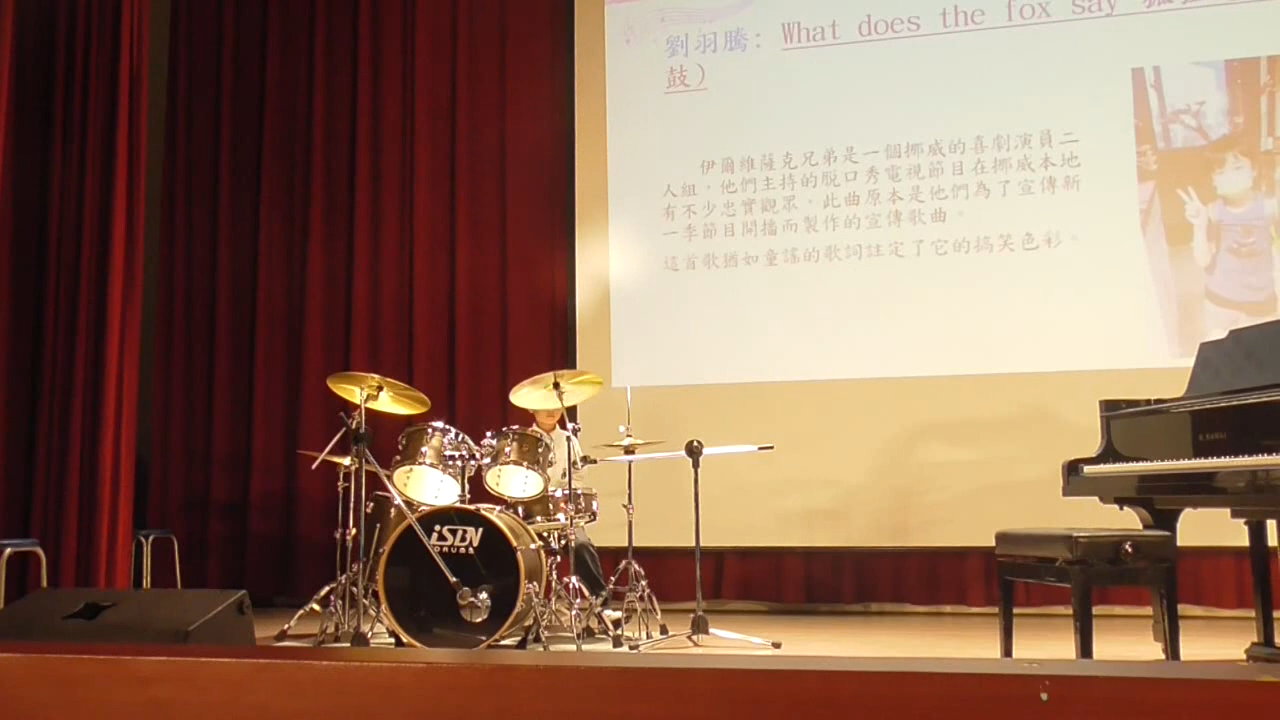 劉羽騰: What does the fox say
鼓)
伊爾維薩克兄弟是一個挪威的喜劇演員二
人組，他們主持的脫口秀電視節目在挪威本地
有不少忠實觀眾。此曲原本是他們為了宣傳新
一季節目開播而製作的宣傳歌曲。
這首歌猶如童謠的歌詞註定了它的搞笑色彩。
iSDN
DRUMS
K.KAWAI